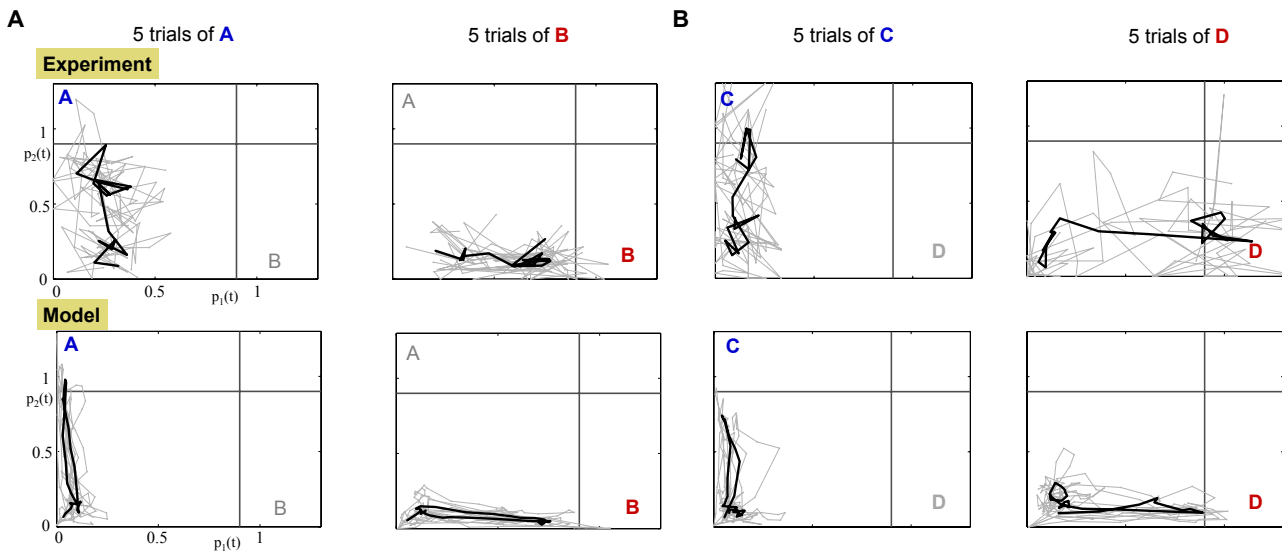 A B
5 trials of A 5 trials of B 5 trials of C 5 trials of D
Experiment
A A C
1
p₂(t)
0.5
B B D D
0
0 0.5 p₁(t) 1
Model
A A C
1
p₂(t)
0.5
B B D D
0
0 0.5 p₁(t) 1